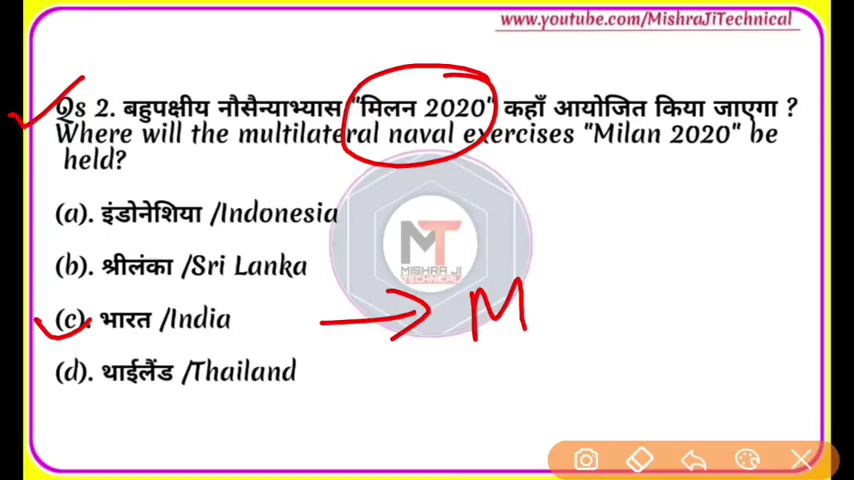 www.youtube.com/MishraJiTechnical
Qs 2. बहुपक्षीय नौसैन्याभ्यास "मिलन 2020" कहाँ आयोजित किया जाएगा ?
Where will the multilateral naval exercises "Milan 2020" be
held?
(a). इंडोनेशिया /Indonesia
(b). श्रीलंका /Sri Lanka
(c). भारत /India
(d). थाईलैंड /Thailand
MT
MISHRA JI
TECHNICAL
M